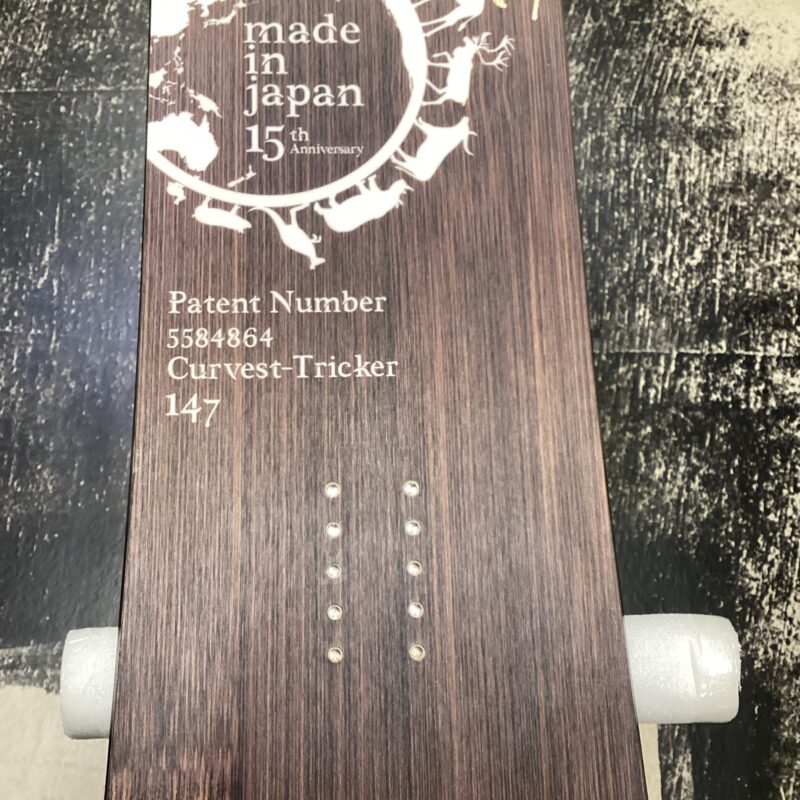 made
in
japan
15th
Anniversary
Patent Number
5584864
Curvest-Tricker
147